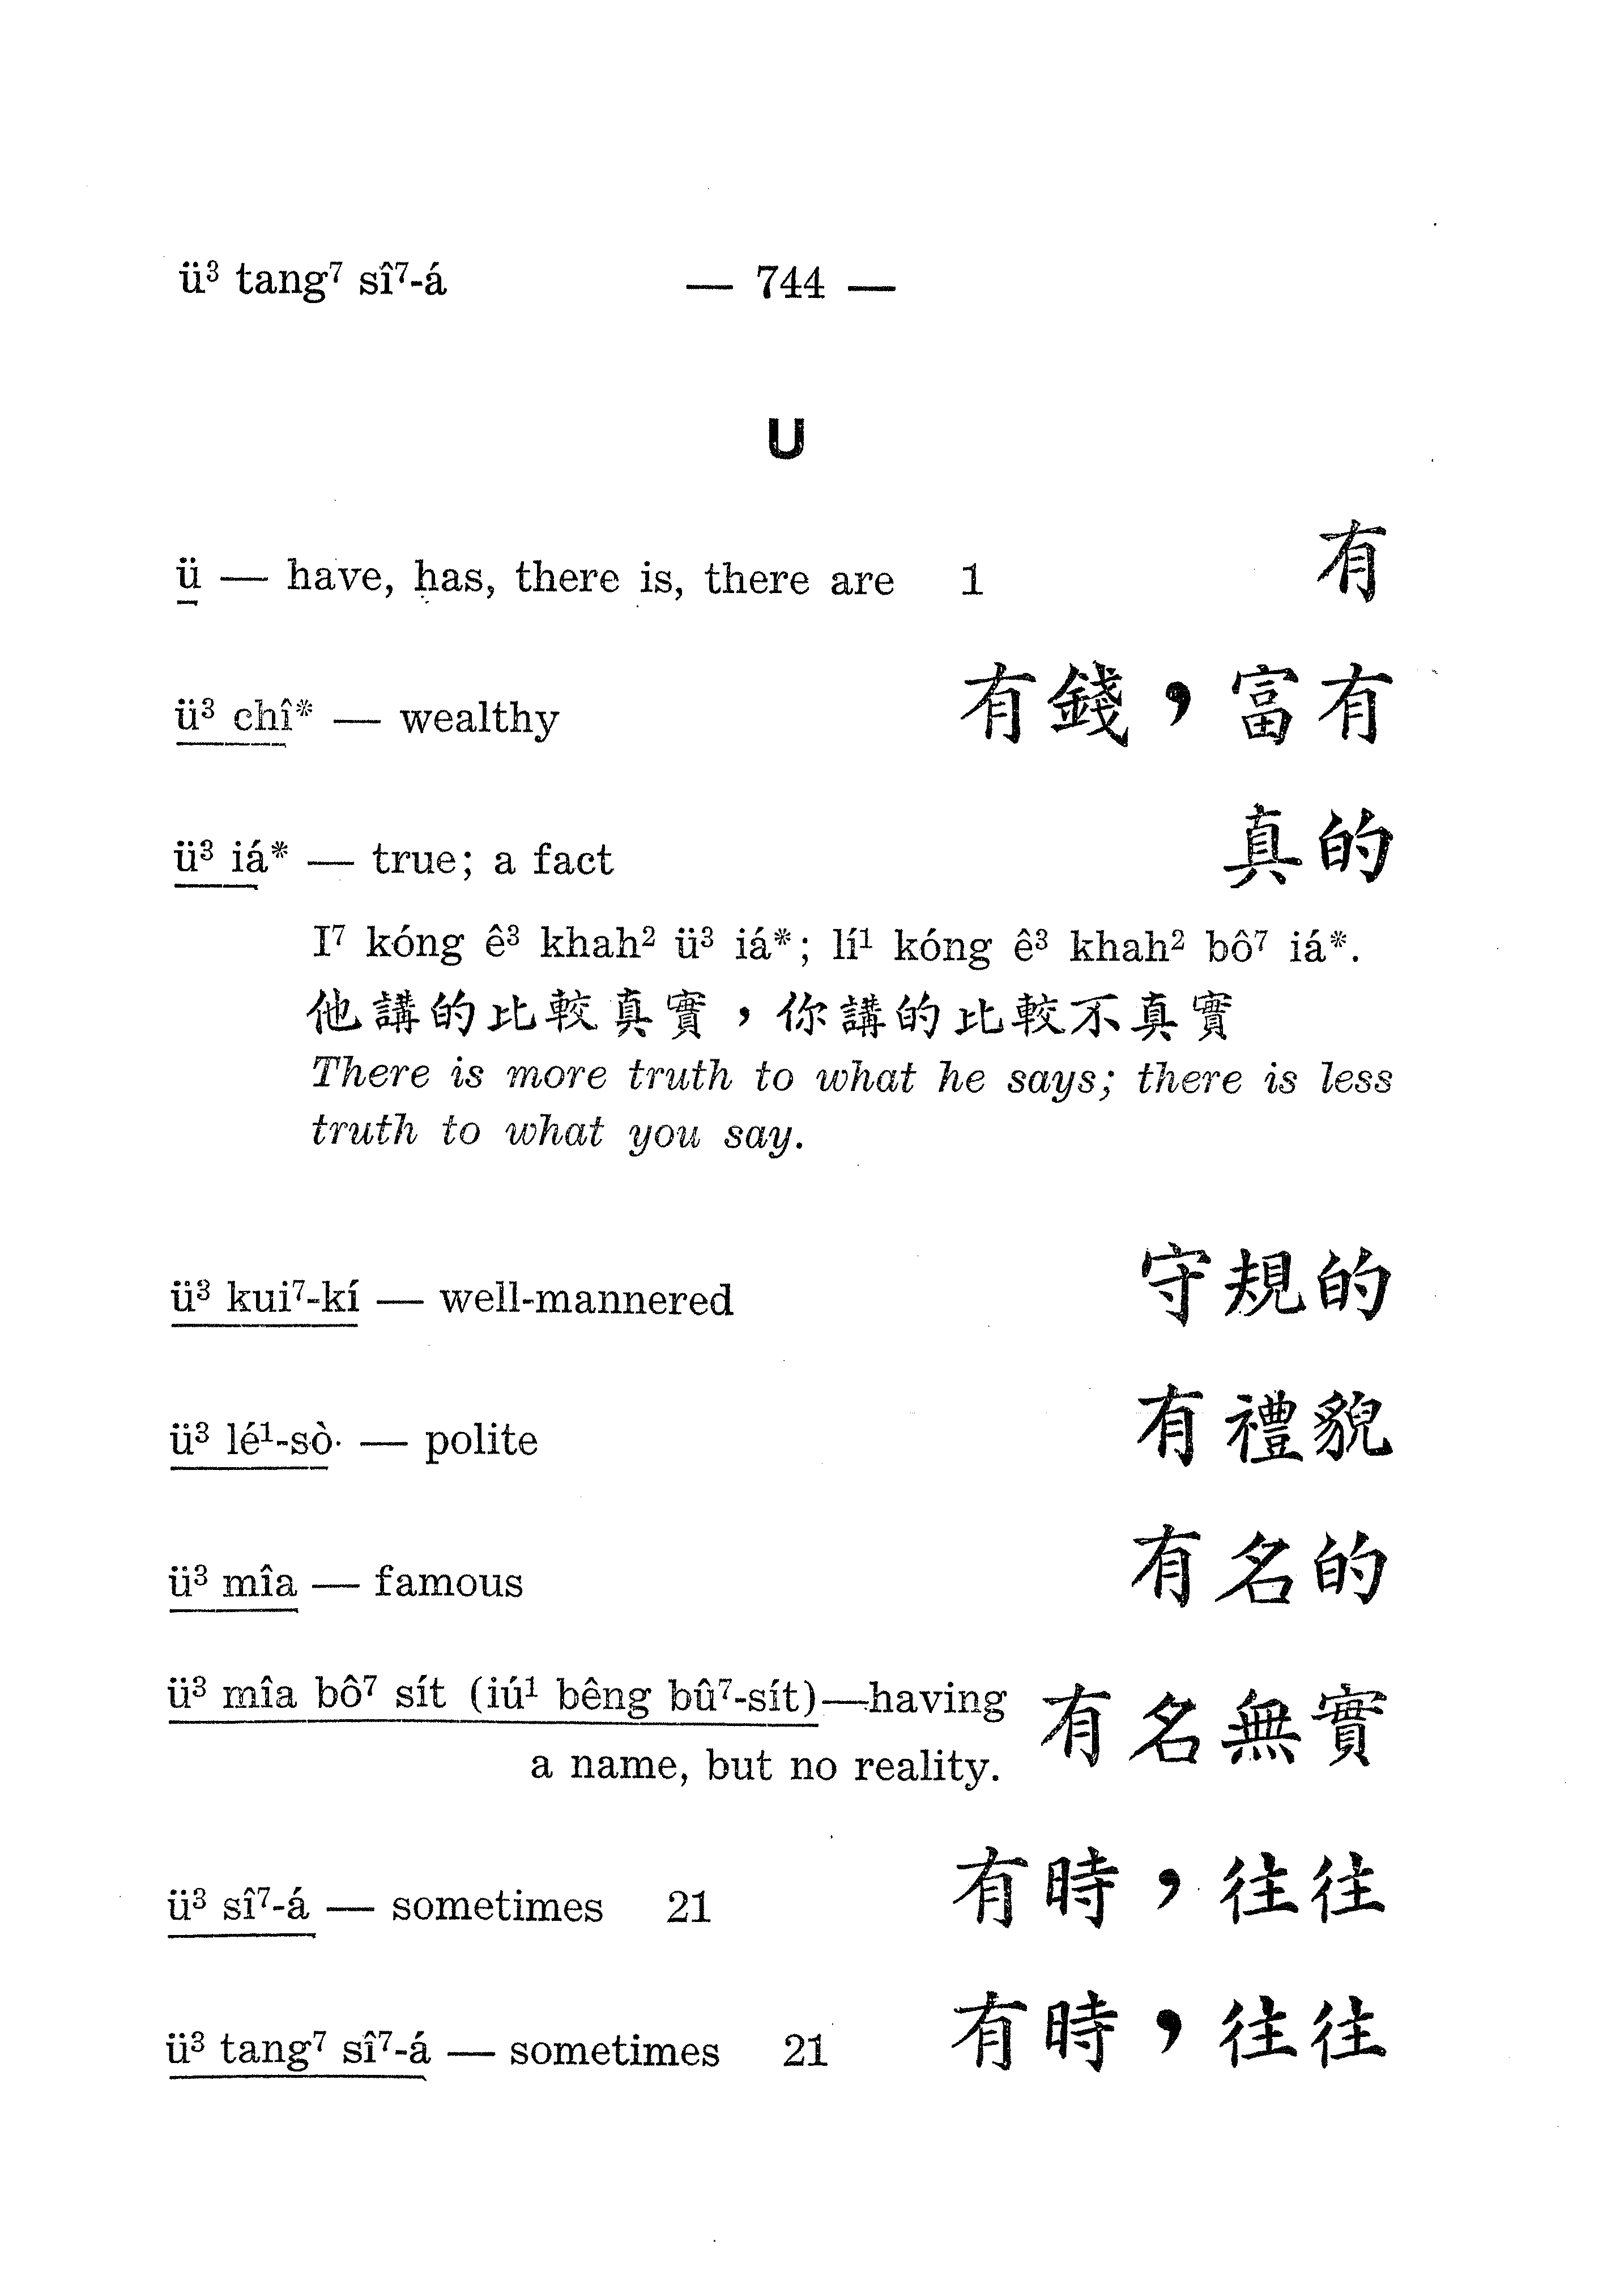 ü³ tang⁷ sî⁷-á — 744 —
U
ü — have, has, there is, there are 1 有
ü³ chî* — wealthy 有錢，富有
ü³ iá* — true; a fact 真的
I⁷ kóng ê³ khah² ü³ iá*; lí¹ kóng ê³ khah² bô⁷ iá*.
他講的比較真實，你講的比較不真實
There is more truth to what he says; there is less
truth to what you say.
ü³ kui⁷-kí — well-mannered 守規的
ü³ lé¹-sò· — polite 有禮貌
ü³ mîa — famous 有名的
ü³ mîa bô⁷ sít (iú¹ bêng bû⁷-sít)—having 有名無實
a name, but no reality.
ü³ sî⁷-á — sometimes 21 有時，往往
ü³ tang⁷ sî⁷-á — sometimes 21 有時，往往